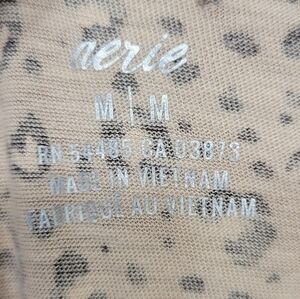 aerie
M | M
RN 54485 CA 03873
MADE IN VIETNAM
FABRIQUÉ AU VIETNAM